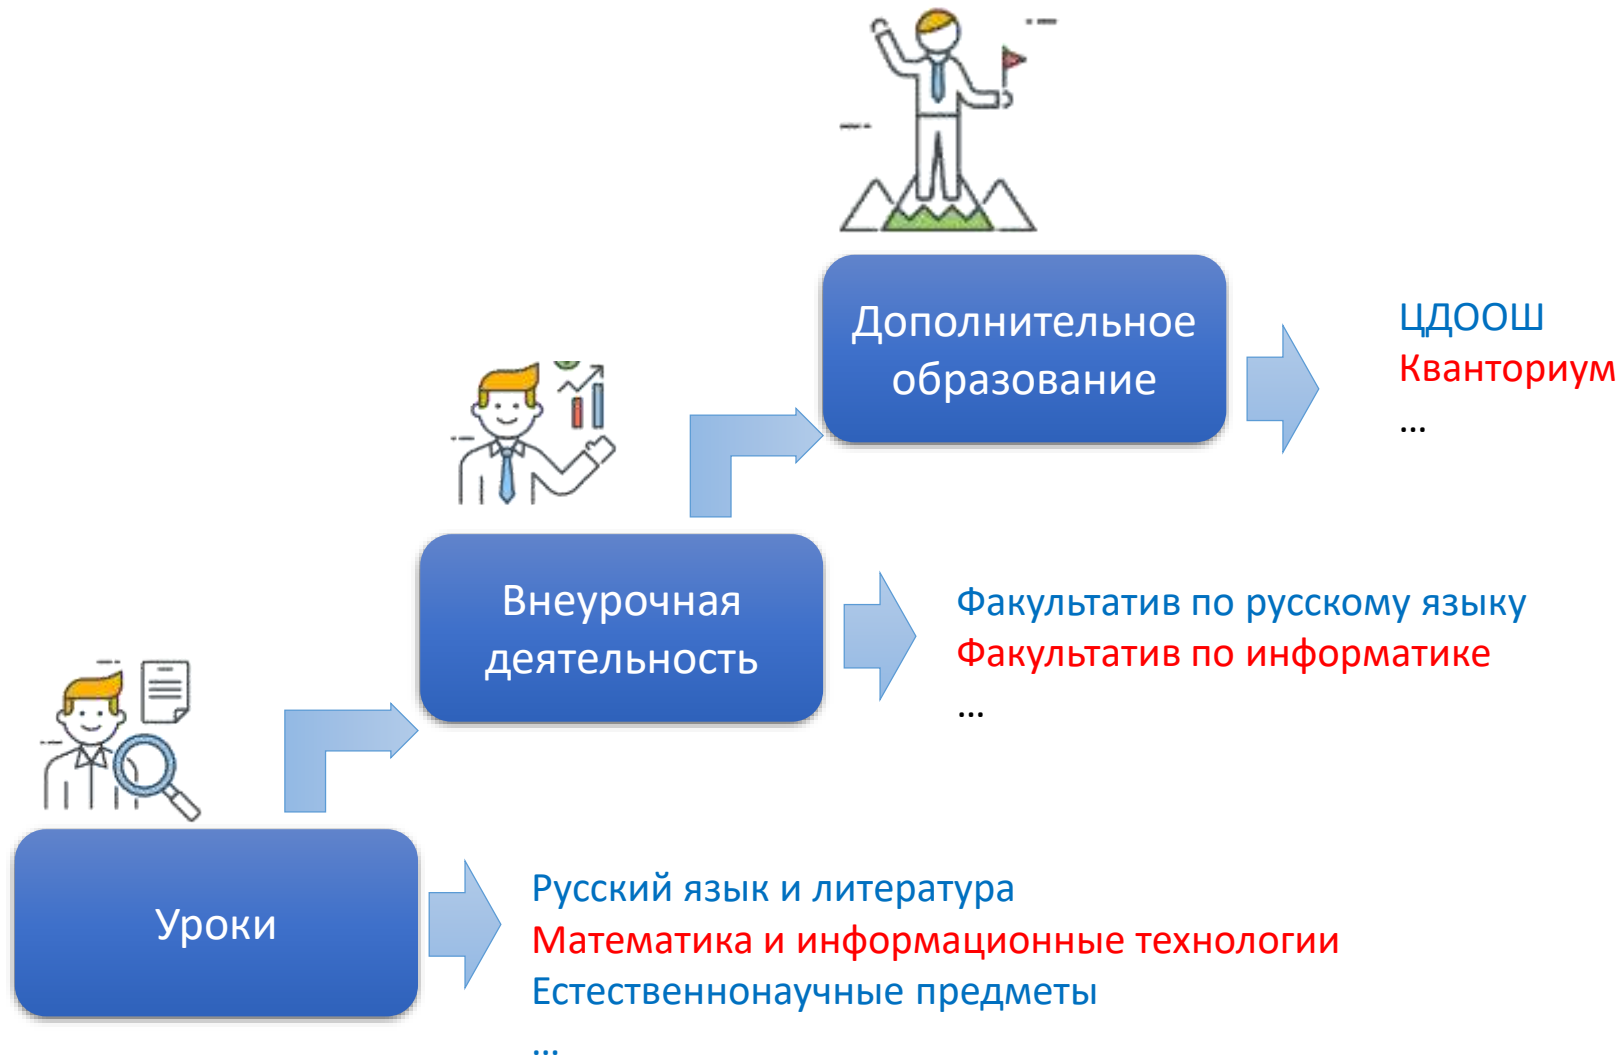 Дополнительное
образование
ЦДООШ
Кванториум
...
Внеурочная
деятельность
Факультатив по русскому языку
Факультатив по информатике
...
Уроки
Русский язык и литература
Математика и информационные технологии
Естественнонаучные предметы
...